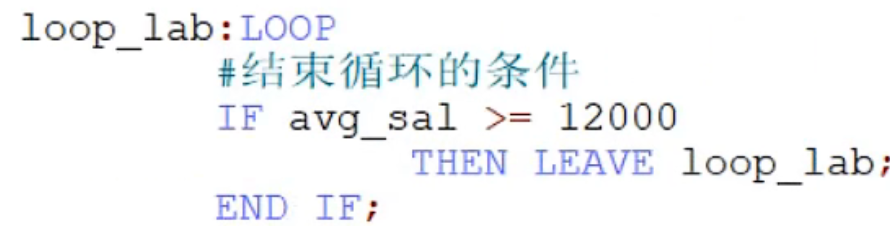 loop_lab:LOOP
#结束循环的条件
IF avg_sal >= 12000
THEN LEAVE loop_lab;
END IF;